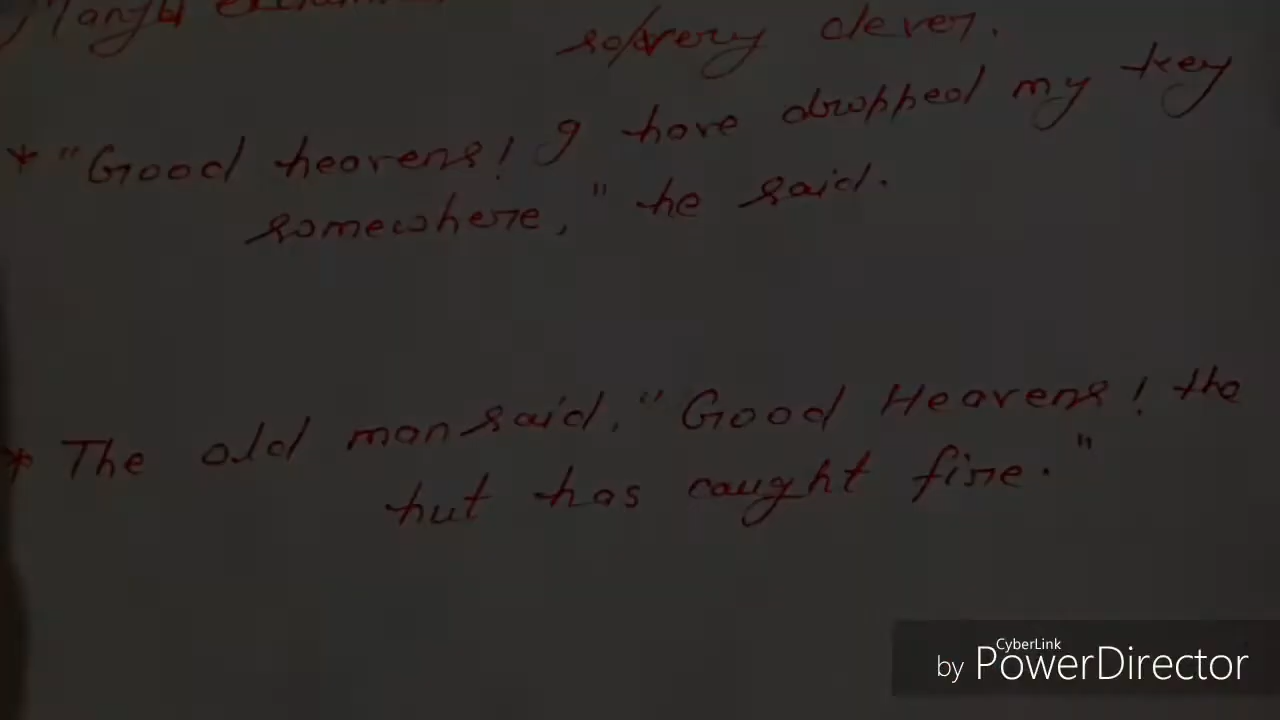 so/very clever.
* "Good heavens! I have dropped my key
somewhere," he said.
* The old man said, "Good Heavens! the
hut has caught fire."
CyberLink
by PowerDirector